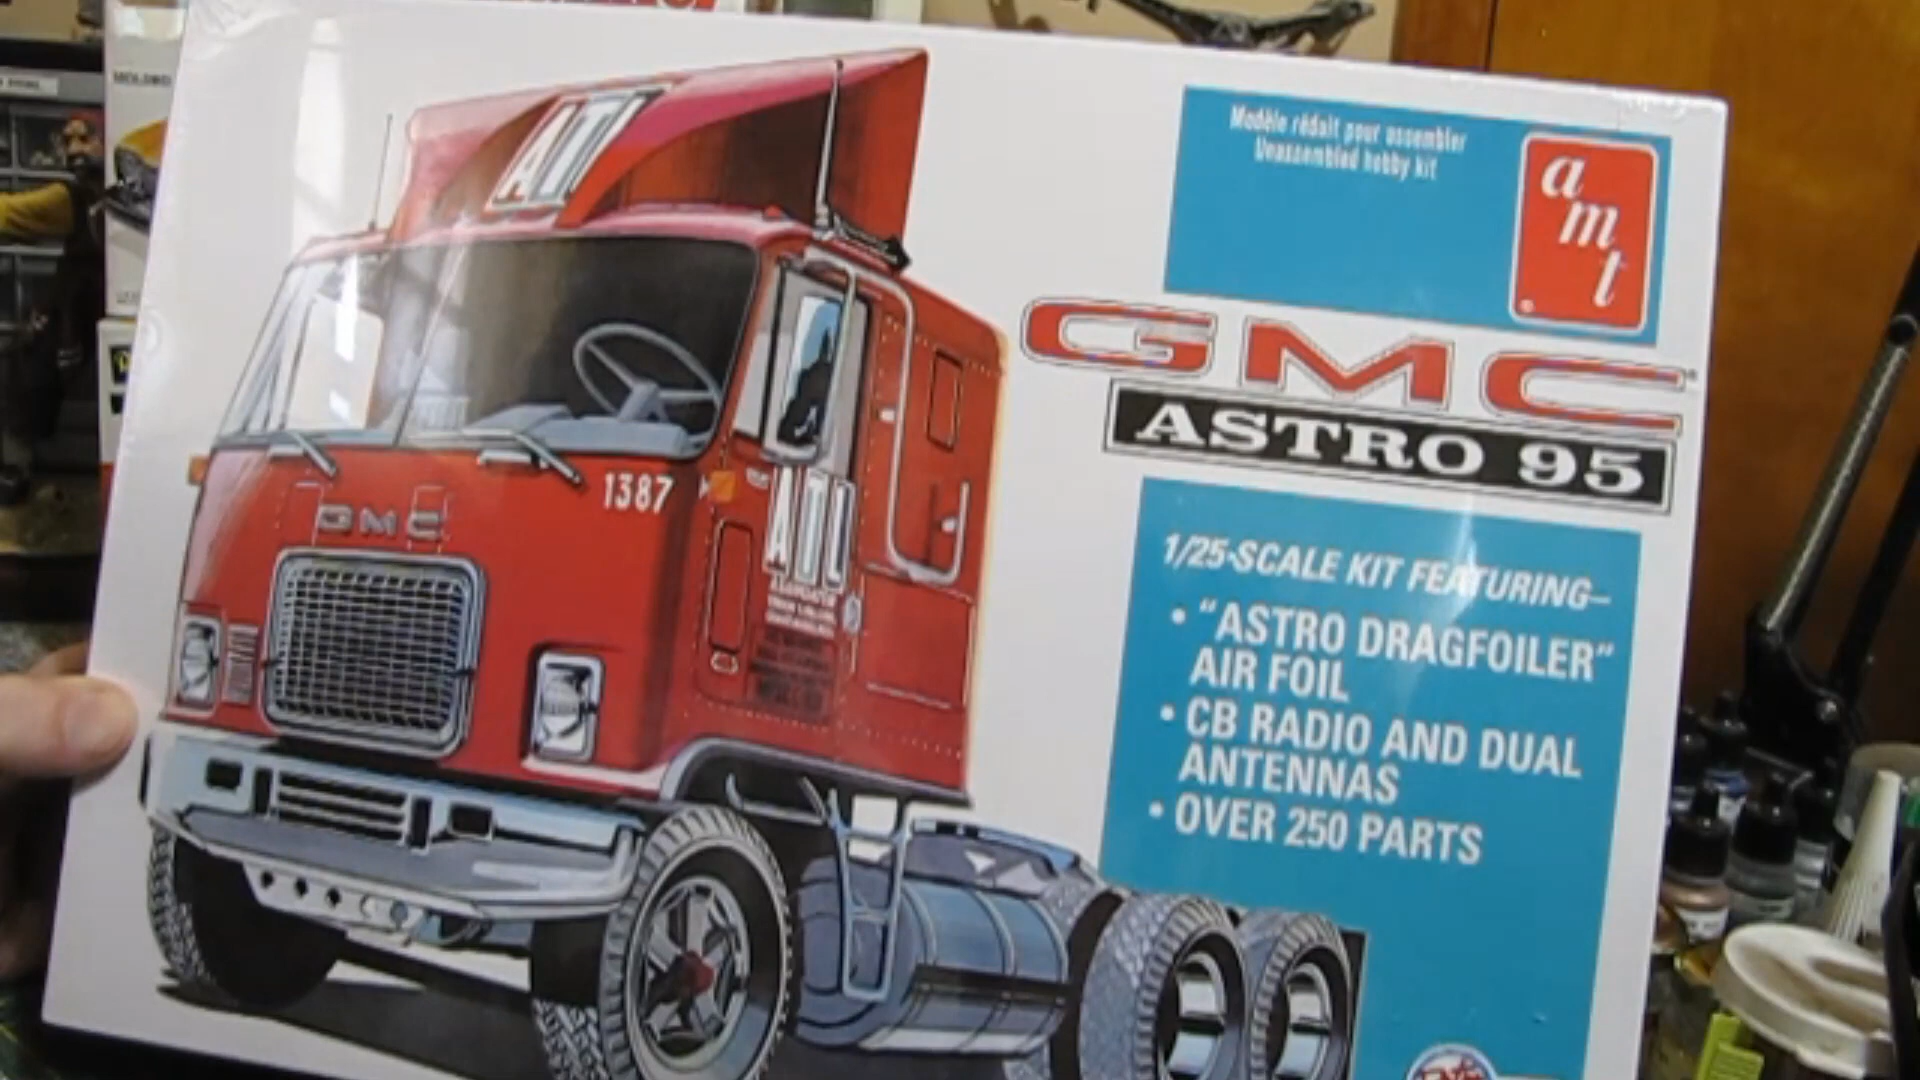 Modèle rédait pour assembler
Unassembled hobby kit
amt
GMC
ASTRO 95
1/25-SCALE KIT FEATURING—
• "ASTRO DRAGFOILER"
AIR FOIL
• CB RADIO AND DUAL
ANTENNAS
• OVER 250 PARTS
ATL
1387
GMC
ATL